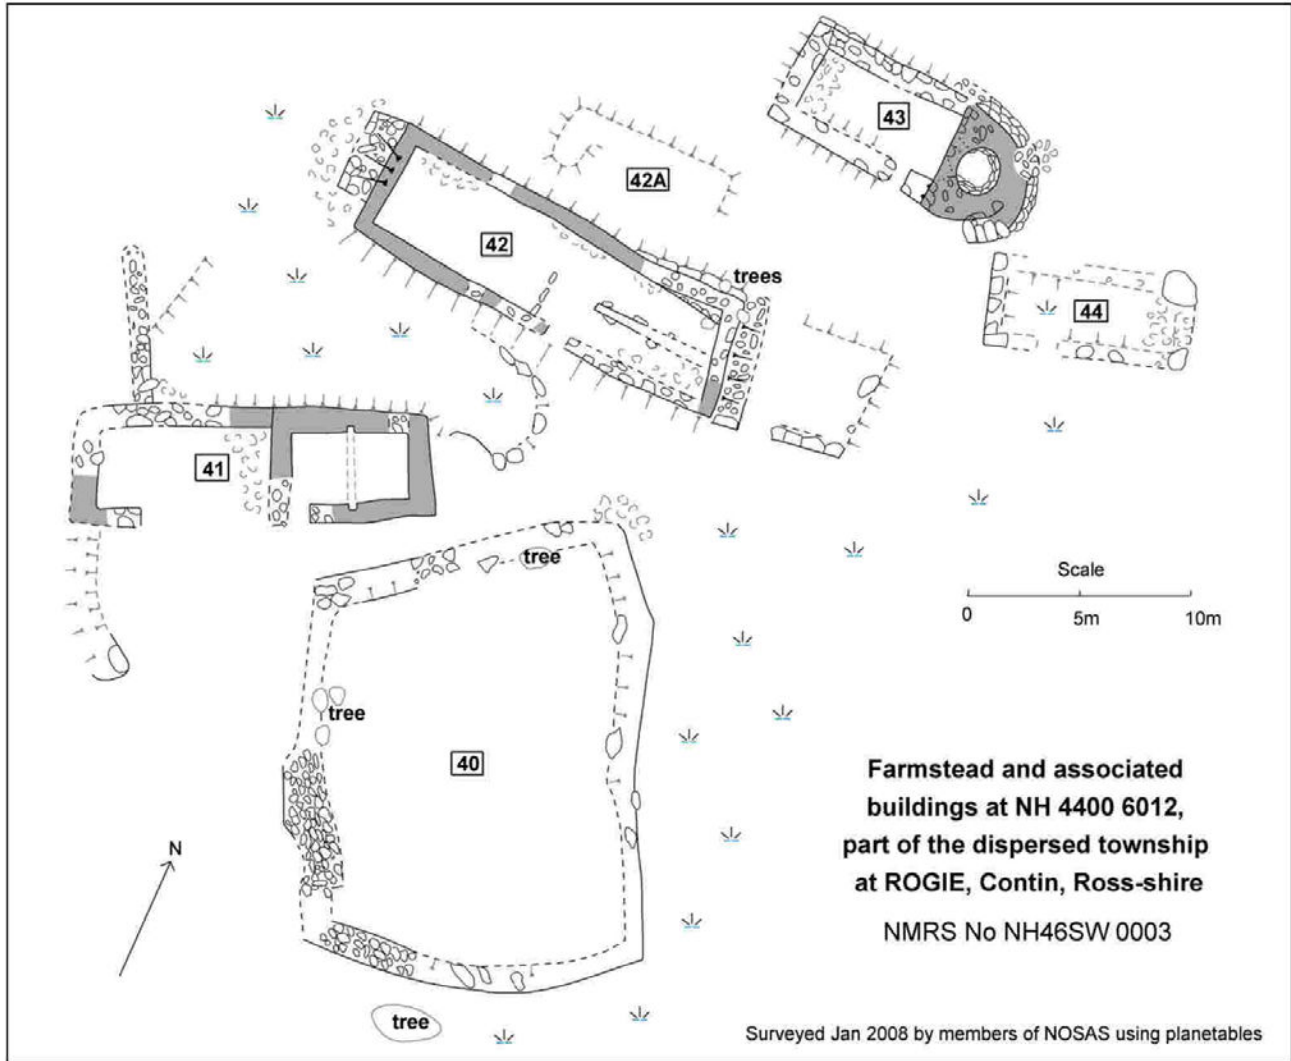 43
42A
42
trees
44
41
tree
Scale
0 5m 10m
tree
40
N
Farmstead and associated
buildings at NH 4400 6012,
part of the dispersed township
at ROGIE, Contin, Ross-shire
NMRS No NH46SW 0003
tree
Surveyed Jan 2008 by members of NOSAS using planetables